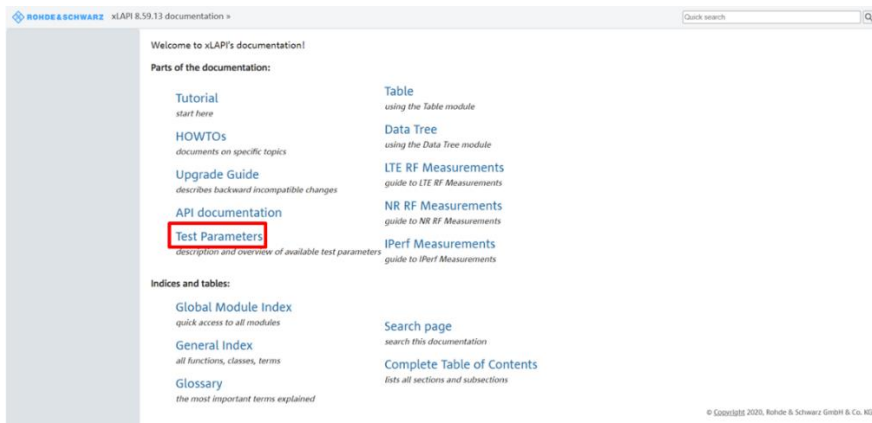 ROHDE&SCHWARZ xLAPI 8.59.13 documentation »
Quick search
Welcome to xLAPI's documentation!
Parts of the documentation:
Tutorial
start here
HOWTOs
documents on specific topics
Upgrade Guide
describes backward incompatible changes
API documentation
Test Parameters
description and overview of available test parameters
Table
using the Table module
Data Tree
using the Data Tree module
LTE RF Measurements
guide to LTE RF Measurements
NR RF Measurements
guide to NR RF Measurements
IPerf Measurements
guide to IPerf Measurements
Indices and tables:
Global Module Index
quick access to all modules
General Index
all functions, classes, terms
Glossary
the most important terms explained
Search page
search this documentation
Complete Table of Contents
lists all sections and subsections
© Copyright 2020, Rohde & Schwarz GmbH & Co. KG